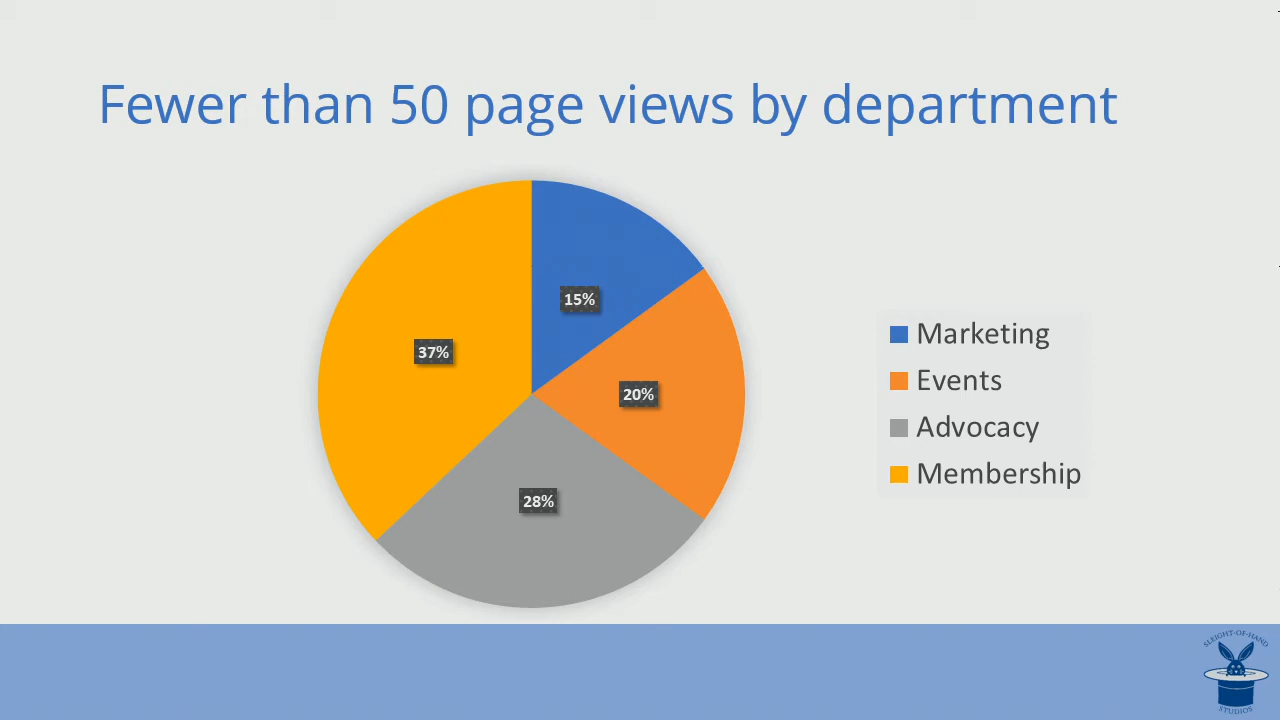 Fewer than 50 page views by department
15%
37%
20%
28%
Marketing
Events
Advocacy
Membership
SLEIGHT-OF-HAND
STUDIOS